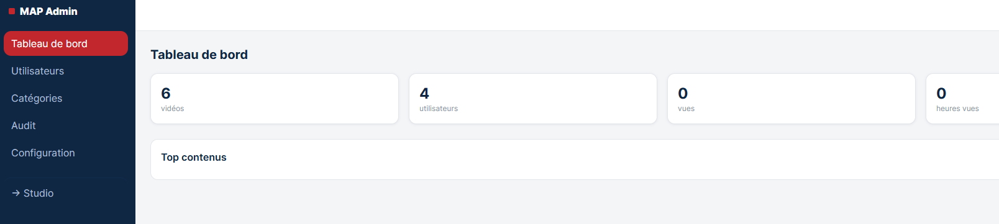 MAP Admin
Tableau de bord
Utilisateurs
Catégories
Audit
Configuration
→ Studio
Tableau de bord
6
vidéos
4
utilisateurs
0
vues
0
heures vues
Top contenus